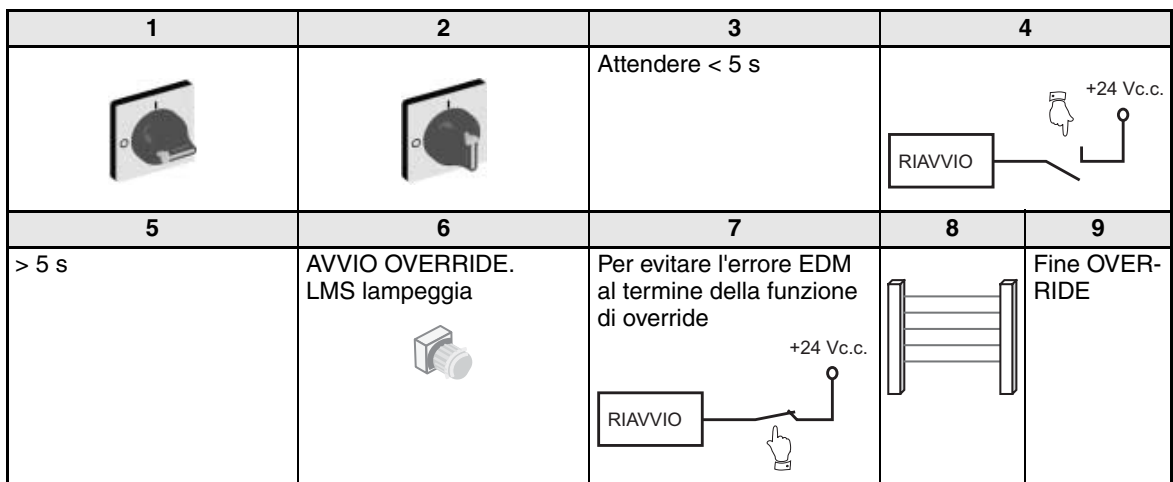 1
2
3
4
Attendere < 5 s
+24 Vc.c.
RIAVVIO
5
6
7
8
9
> 5 s
AVVIO OVERRIDE.
LMS lampeggia
Per evitare l'errore EDM
al termine della funzione
di override
+24 Vc.c.
RIAVVIO
Fine OVER-
RIDE